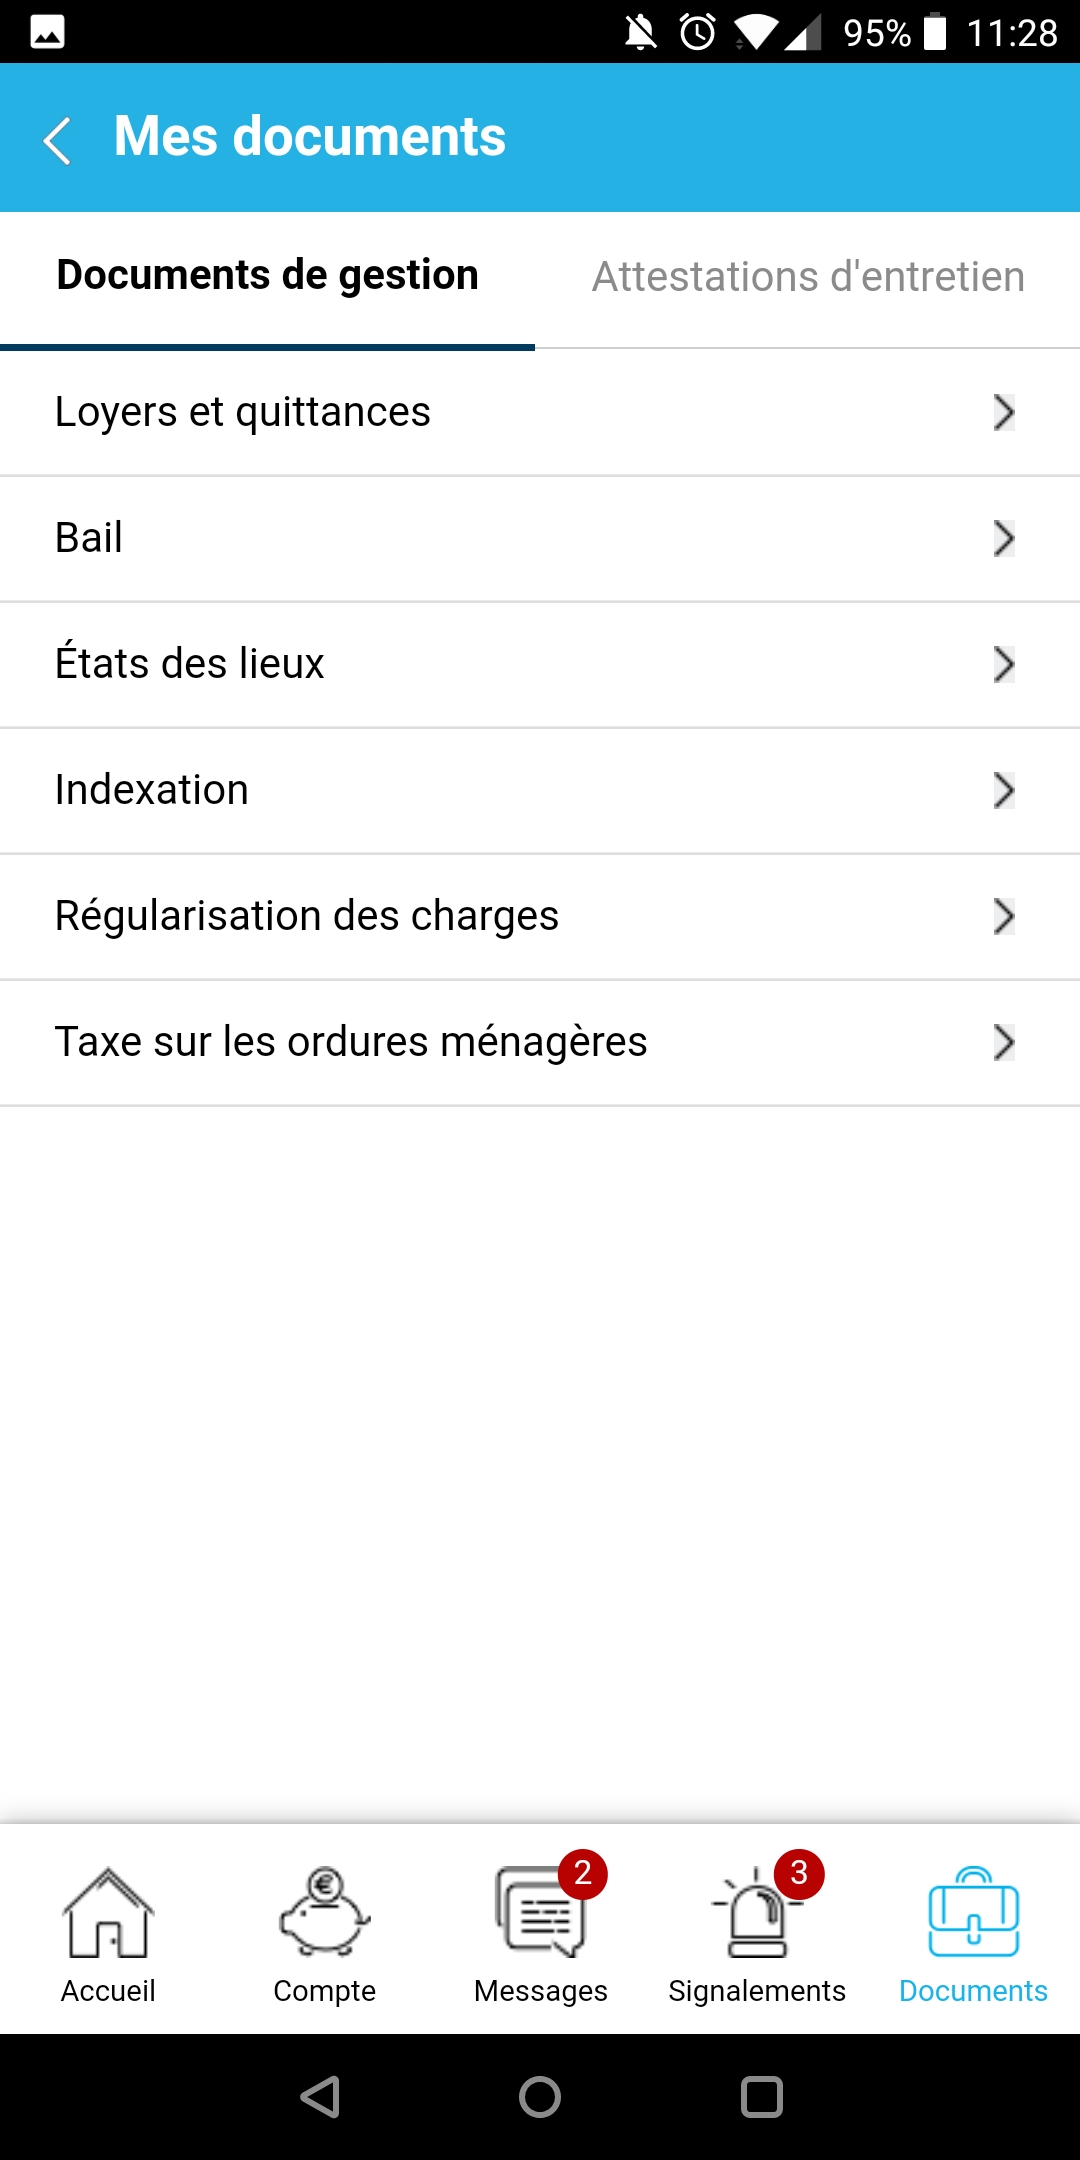 95% 11:28
Mes documents
Documents de gestion
Attestations d'entretien
Loyers et quittances
Bail
États des lieux
Indexation
Régularisation des charges
Taxe sur les ordures ménagères
2
3
Accueil
Compte
Messages
Signalements
Documents